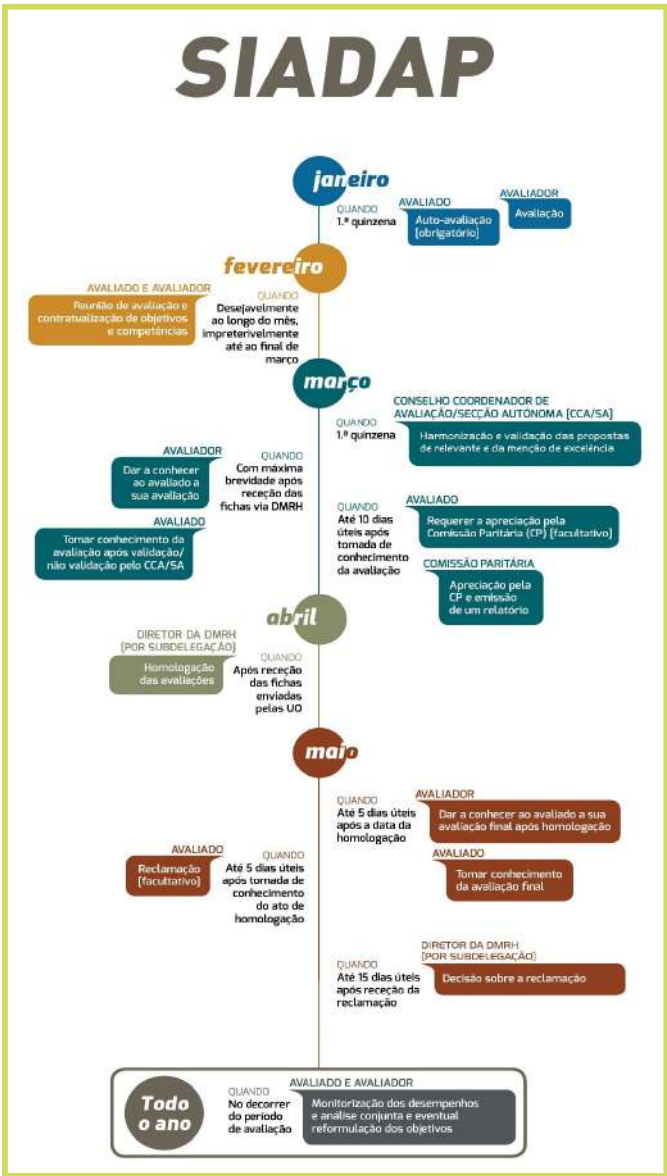 SIADAP
janeiro
QUANDO
1.ª quinzena
AVALIADO
Auto-avaliação
[obrigatório]
AVALIADOR
Avaliação
fevereiro
AVALIADO E AVALIADOR
Reunião de avaliação e
contratualização de objetivos
e competências
QUANDO
Desejavelmente
ao longo do mês,
impreterivelmente
até ao final de
março
março
QUANDO
1.ª quinzena
CONSELHO COORDENADOR DE
AVALIAÇÃO/SECÇÃO AUTÓNOMA [CCA/SA]
Harmonização e validação das propostas
de relevante e da menção de excelência
AVALIADOR
Dar a conhecer
ao avaliado a
sua avaliação
QUANDO
Com máxima
brevidade após
receção das
fichas via DMRH
AVALIADO
Tomar conhecimento da
avaliação após validação/
não validação pelo CCA/SA
QUANDO
Até 10 dias
úteis após
tomada de
conhecimento
da avaliação
AVALIADO
Requerer a apreciação pela
Comissão Paritária (CP) [facultativo]
COMISSÃO PARITÁRIA
Apreciação pela
CP e emissão
de um relatório
abril
DIRETOR DA DMRH
[POR SUBDELEGAÇÃO]
Homologação
das avaliações
QUANDO
Após receção
das fichas
enviadas
pelas UO
maio
QUANDO
Até 5 dias úteis
após a data da
homologação
AVALIADOR
Dar a conhecer ao avaliado a sua
avaliação final após homologação
AVALIADO
Tomar conhecimento
da avaliação final
AVALIADO
Reclamação
[facultativo]
QUANDO
Até 5 dias úteis
após tomada de
conhecimento
do ato de
homologação
QUANDO
Até 15 dias úteis
após receção da
reclamação
DIRETOR DA DMRH
[POR SUBDELEGAÇÃO]
Decisão sobre a reclamação
Todo
o ano
QUANDO
No decorrer
do período
de avaliação
AVALIADO E AVALIADOR
Monitorização dos desempenhos
e análise conjunta e eventual
reformulação dos objetivos